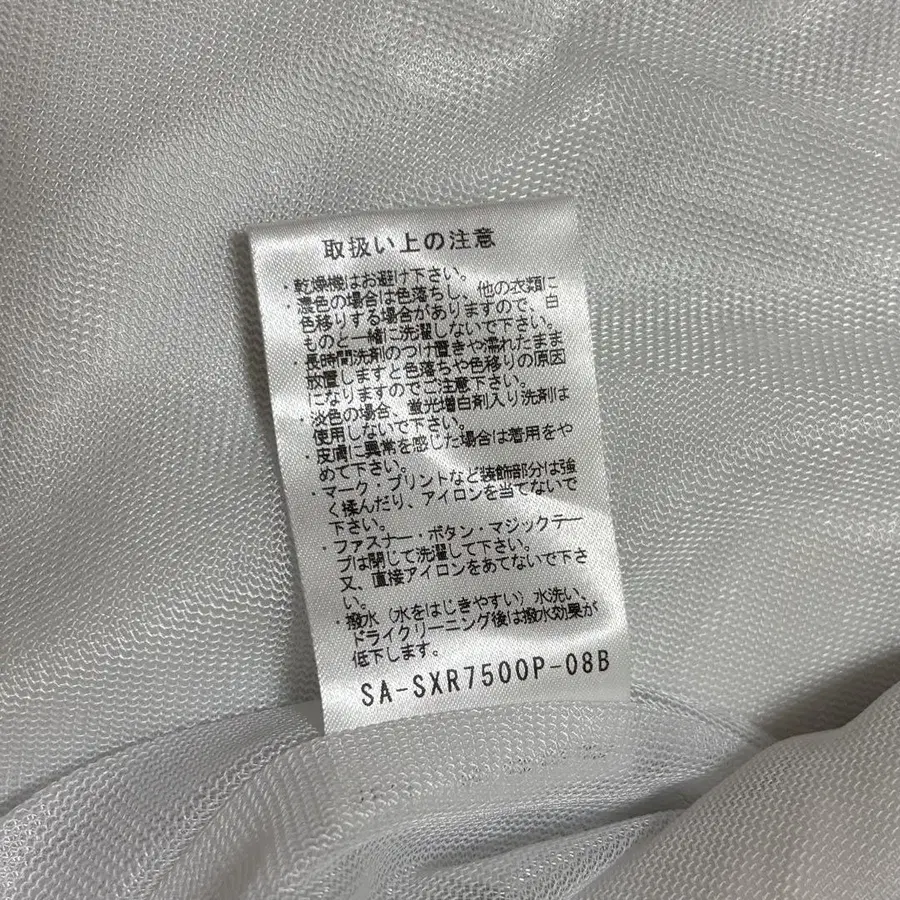 取扱い上の注意
・乾燥機はお避け下さい。
・濃色の場合は色落ちし、他の衣類に
色移りする場合がありますので、白
ものと一緒に洗濯しないで下さい。
・長時間洗剤のつけ置きや濡れたまま
放置しますと色落ちや色移りの原因
になりますのでご注意下さい。
・淡色の場合、蛍光増白剤入り洗剤は
使用しないで下さい。
・皮膚に異常を感じた場合は着用をや
めて下さい。
・マーク・プリントなど装飾部分は強
く揉んだり、アイロンを当てないで
下さい。
・ファスナー・ボタン・マジックテー
プは閉じて洗濯して下さい。
又、直接アイロンをあてないで下さ
い。
・撥水（水をはじきやすい）水洗い、
ドライクリーニング後は撥水効果が
低下します。
SA-SXR7500P-08B